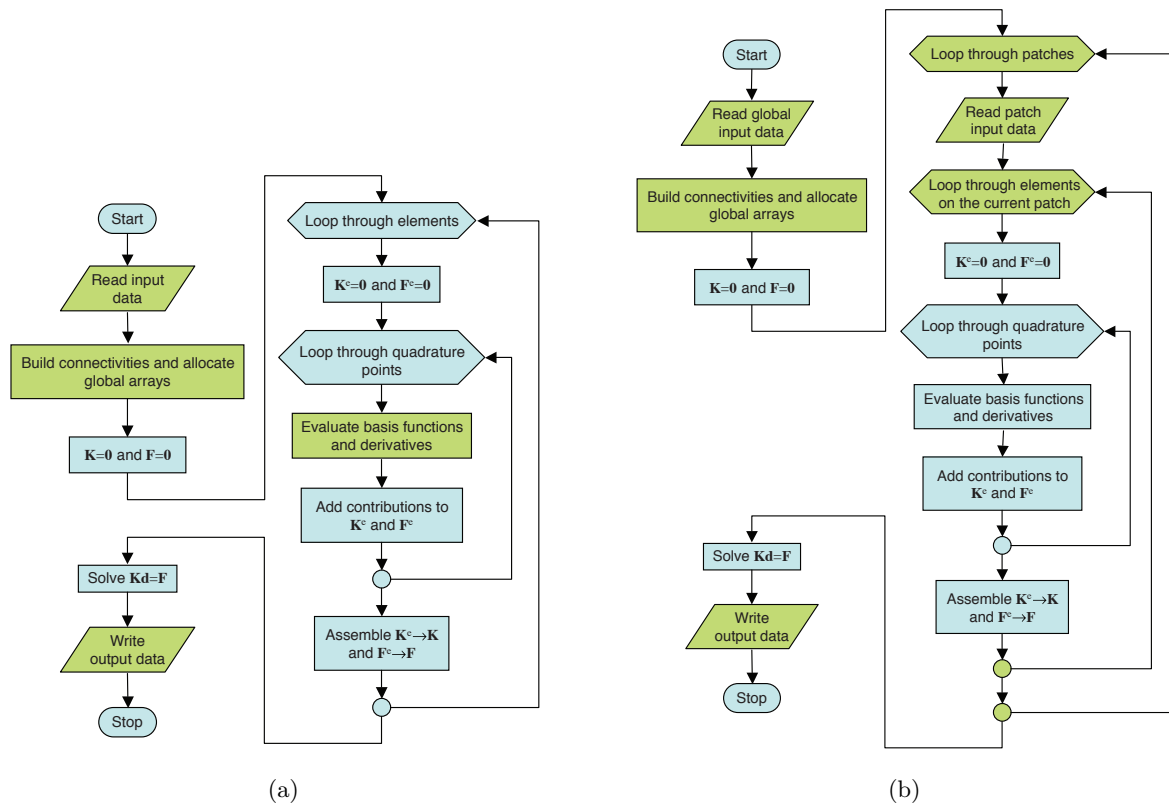 Start
Read input
data
Build connectivities and allocate
global arrays
K=0 and F=0
Loop through elements
Kᵉ=0 and Fᵉ=0
Loop through quadrature
points
Evaluate basis functions
and derivatives
Add contributions to
Kᵉ and Fᵉ
Assemble Kᵉ→K
and Fᵉ→F
Solve Kd=F
Write
output data
Stop
(a)
Start
Read global
input data
Build connectivities and allocate
global arrays
K=0 and F=0
Loop through patches
Read patch
input data
Loop through elements
on the current patch
Kᵉ=0 and Fᵉ=0
Loop through quadrature
points
Evaluate basis functions
and derivatives
Add contributions to
Kᵉ and Fᵉ
Assemble Kᵉ→K
and Fᵉ→F
Solve Kd=F
Write
output data
Stop
(b)